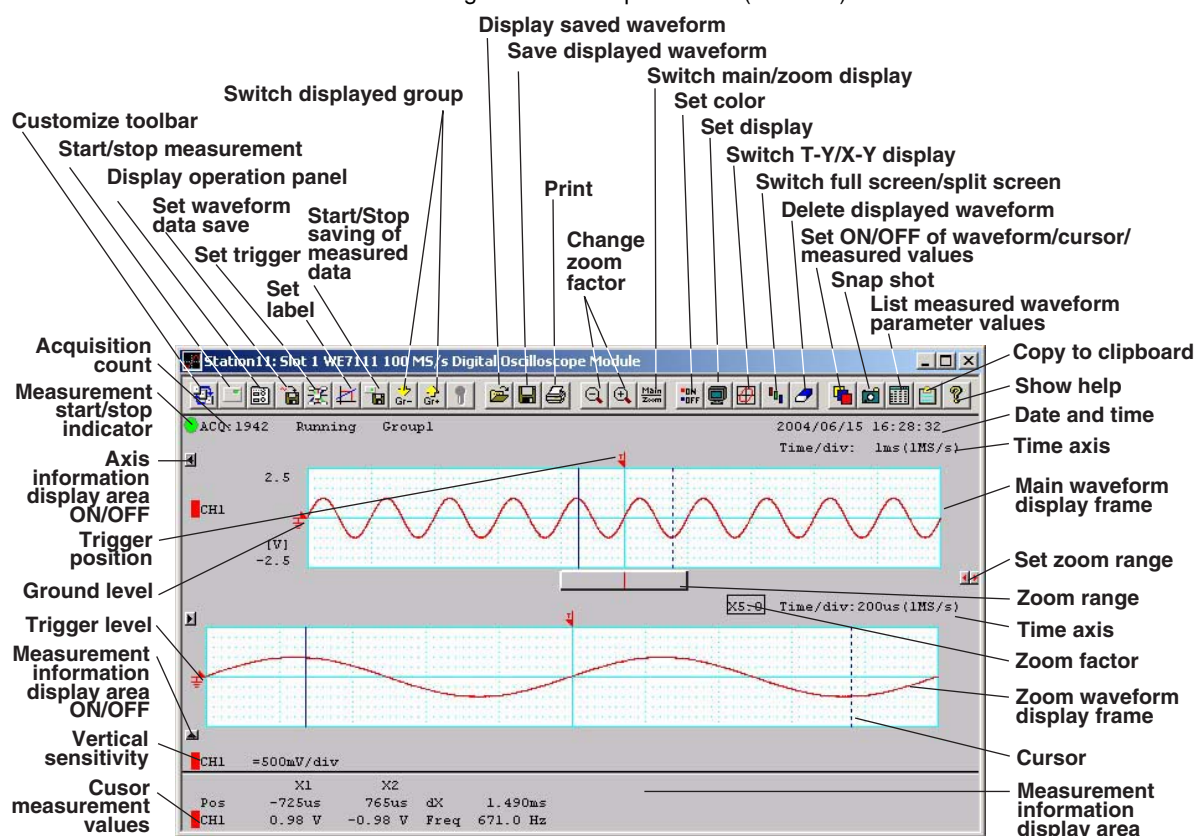 Display saved waveform
Save displayed waveform
Switch main/zoom display
Switch displayed group
Set color
Customize toolbar
Set display
Start/stop measurement
Switch T-Y/X-Y display
Display operation panel
Switch full screen/split screen
Print
Set waveform
data save
Start/Stop
saving of
measured
data
Delete displayed waveform
Change
zoom
factor
Set ON/OFF of waveform/cursor/
measured values
Set trigger
Snap shot
Set
label
List measured waveform
parameter values
Acquisition
count
Copy to clipboard
Measurement
start/stop
indicator
Show help
Date and time
Time axis
Axis
information
display area
ON/OFF
Main waveform
display frame
Trigger
position
Set zoom range
Ground level
Zoom range
Trigger level
Time axis
Measurement
information
display area
ON/OFF
Zoom factor
Zoom waveform
display frame
Vertical
sensitivity
Cursor
Cusor
measurement
values
Measurement
information
display area
Station11: Slot 1 WE7111 100 MS/s Digital Oscilloscope Module
Gr- Gr+ Main Zoom ON OFF
ACQ:1942 Running Group1 2004/06/15 16:28:32
Time/div: 1ms(1MS/s)
2.5
CH1
[V]
-2.5
X5.0 Time/div:200us(1MS/s)
CH1 =500mV/div
X1 X2
Pos -725us 765us dX 1.490ms
CH1 0.98 V -0.98 V Freq 671.0 Hz